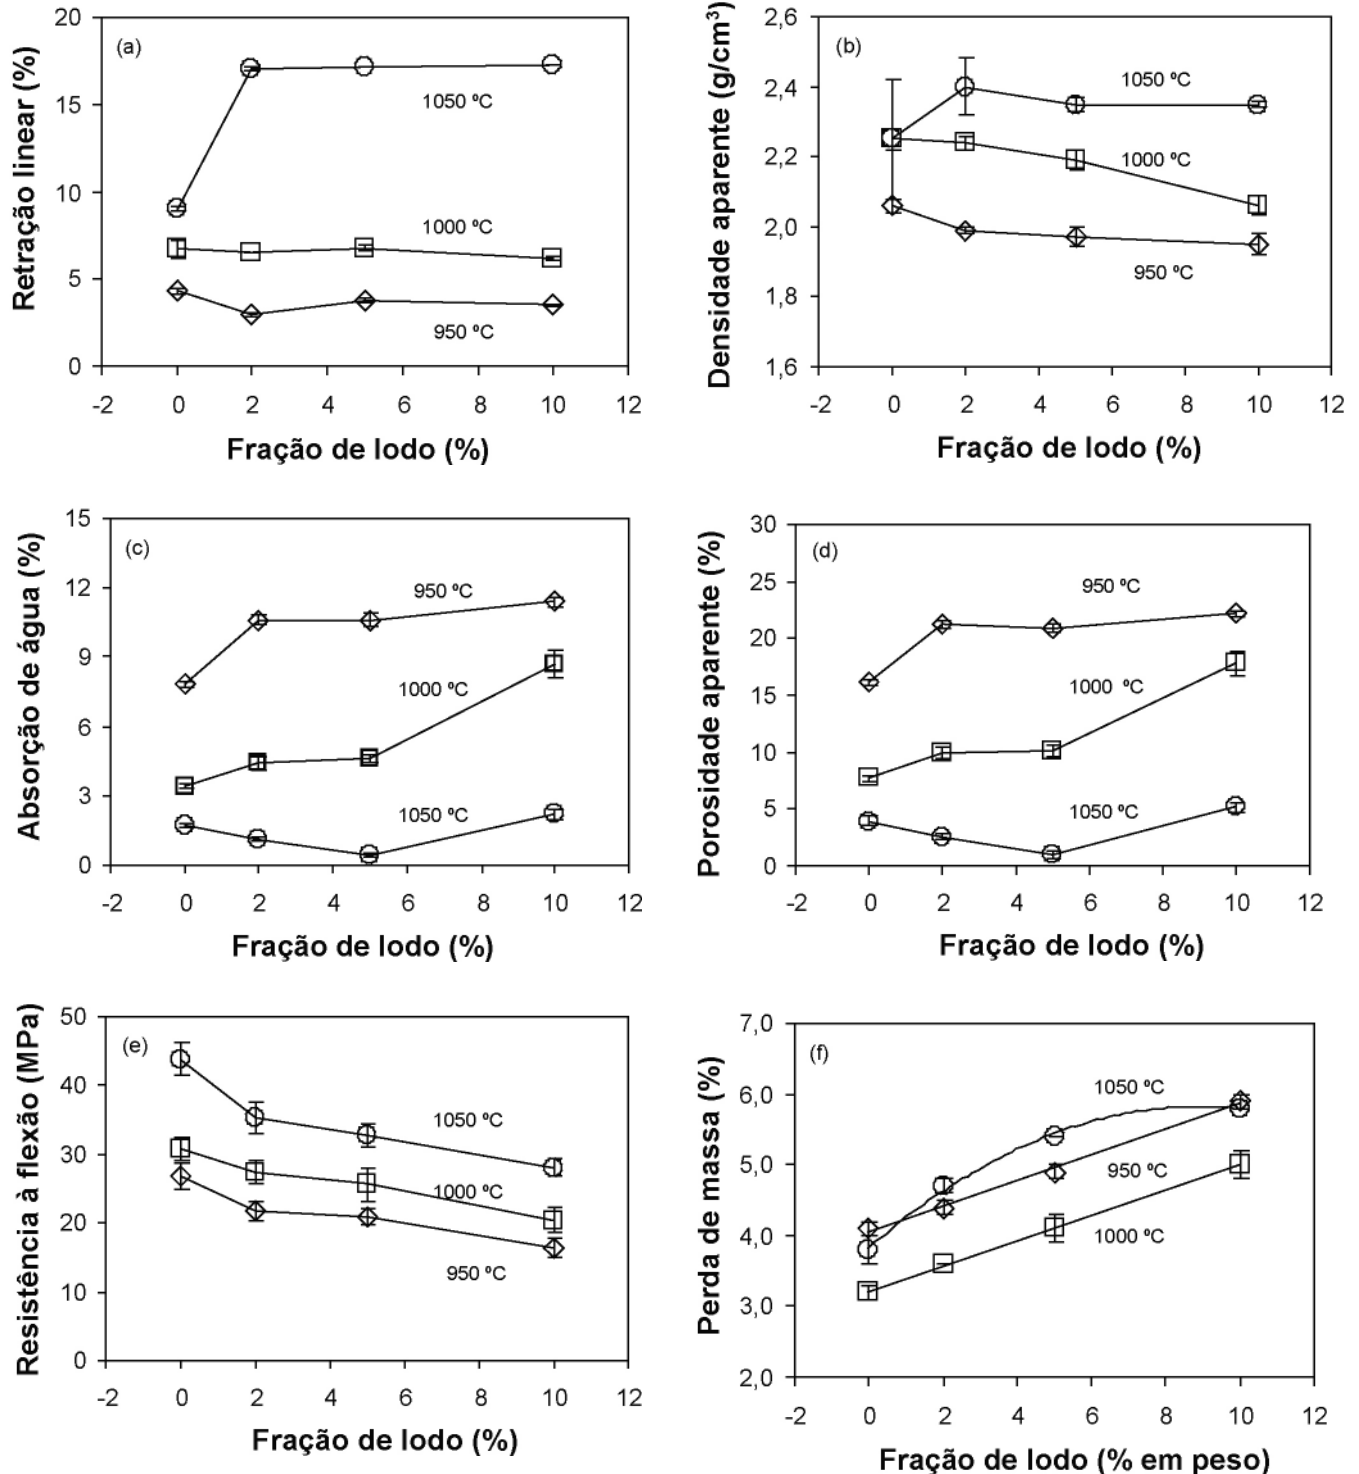 (a)
Retração linear (%)
20
15
10
5
0
1050 ºC
1000 ºC
950 ºC
-2 0 2 4 6 8 10 12
Fração de lodo (%)
(b)
Densidade aparente (g/cm³)
2,6
2,4
2,2
2,0
1,8
1,6
1050 ºC
1000 ºC
950 ºC
-2 0 2 4 6 8 10 12
Fração de lodo (%)
(c)
Absorção de água (%)
15
12
9
6
3
0
950 ºC
1000 ºC
1050 ºC
-2 0 2 4 6 8 10 12
Fração de lodo (%)
(d)
Porosidade aparente (%)
30
25
20
15
10
5
0
950 ºC
1000 ºC
1050 ºC
-2 0 2 4 6 8 10 12
Fração de lodo (%)
(e)
Resistência à flexão (MPa)
50
40
30
20
10
0
1050 ºC
1000 ºC
950 ºC
-2 0 2 4 6 8 10 12
Fração de lodo (%)
(f)
Perda de massa (%)
7,0
6,0
5,0
4,0
3,0
2,0
1050 ºC
950 ºC
1000 ºC
-2 0 2 4 6 8 10 12
Fração de lodo (% em peso)